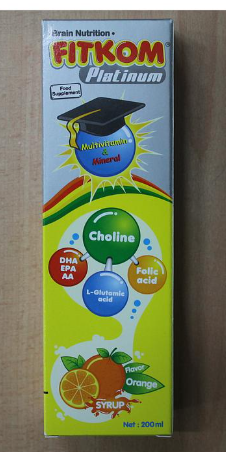 Brain Nutrition •
FITKOM®
Platinum
Food
Supplement
Multivitamin
&
Mineral
Choline
DHA
EPA
AA
Folic
acid
L-Glutamic
acid
Flavor
Orange
SYRUP
Net : 200ml